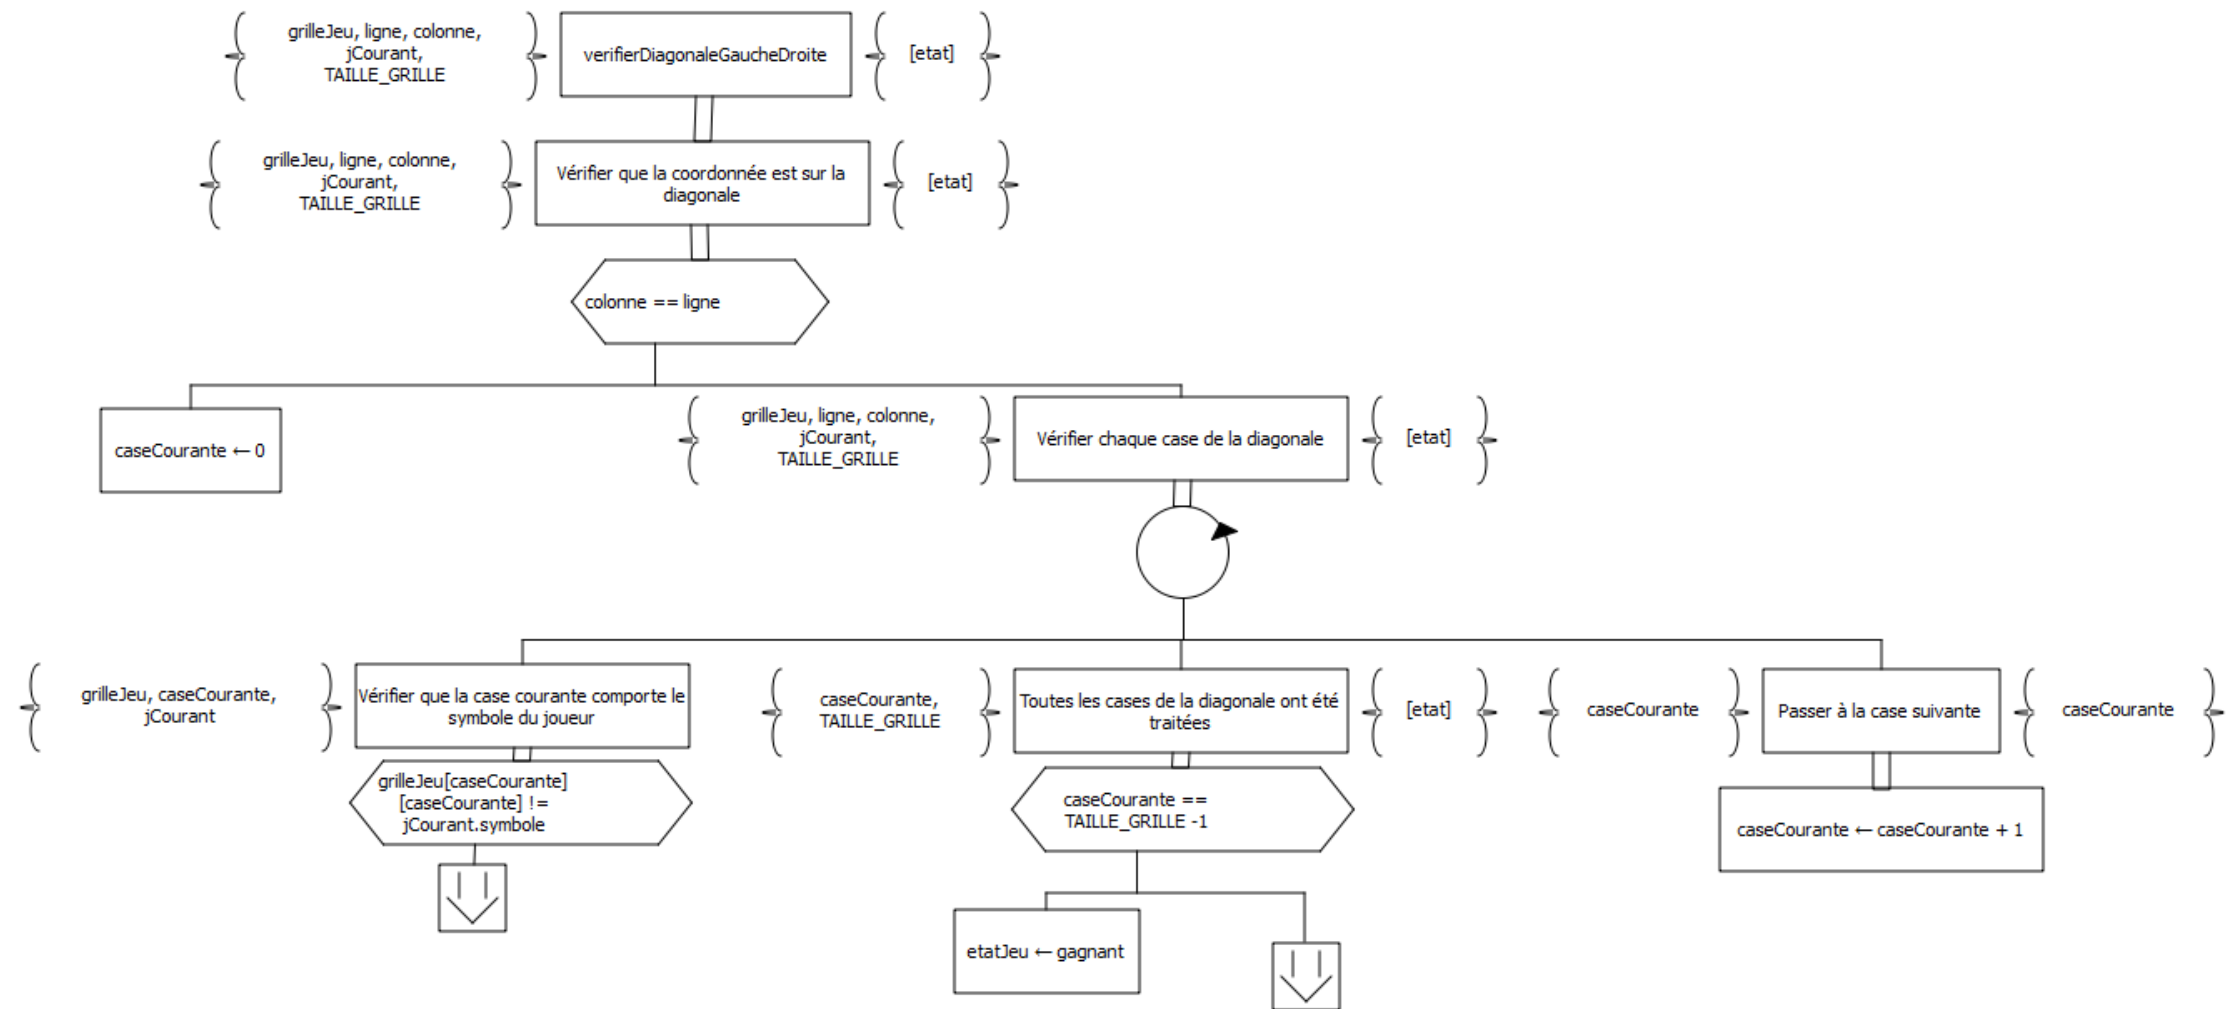 grilleJeu, ligne, colonne,
jCourant,
TAILLE_GRILLE
verifierDiagonaleGaucheDroite
[etat]
grilleJeu, ligne, colonne,
jCourant,
TAILLE_GRILLE
Vérifier que la coordonnée est sur la
diagonale
[etat]
colonne == ligne
caseCourante ← 0
grilleJeu, ligne, colonne,
jCourant,
TAILLE_GRILLE
Vérifier chaque case de la diagonale
[etat]
grilleJeu, caseCourante,
jCourant
Vérifier que la case courante comporte le
symbole du joueur
caseCourante,
TAILLE_GRILLE
Toutes les cases de la diagonale ont été
traitées
[etat]
caseCourante
Passer à la case suivante
caseCourante
grilleJeu[caseCourante]
[caseCourante] !=
jCourant.symbole
caseCourante ==
TAILLE_GRILLE -1
caseCourante ← caseCourante + 1
etatJeu ← gagnant